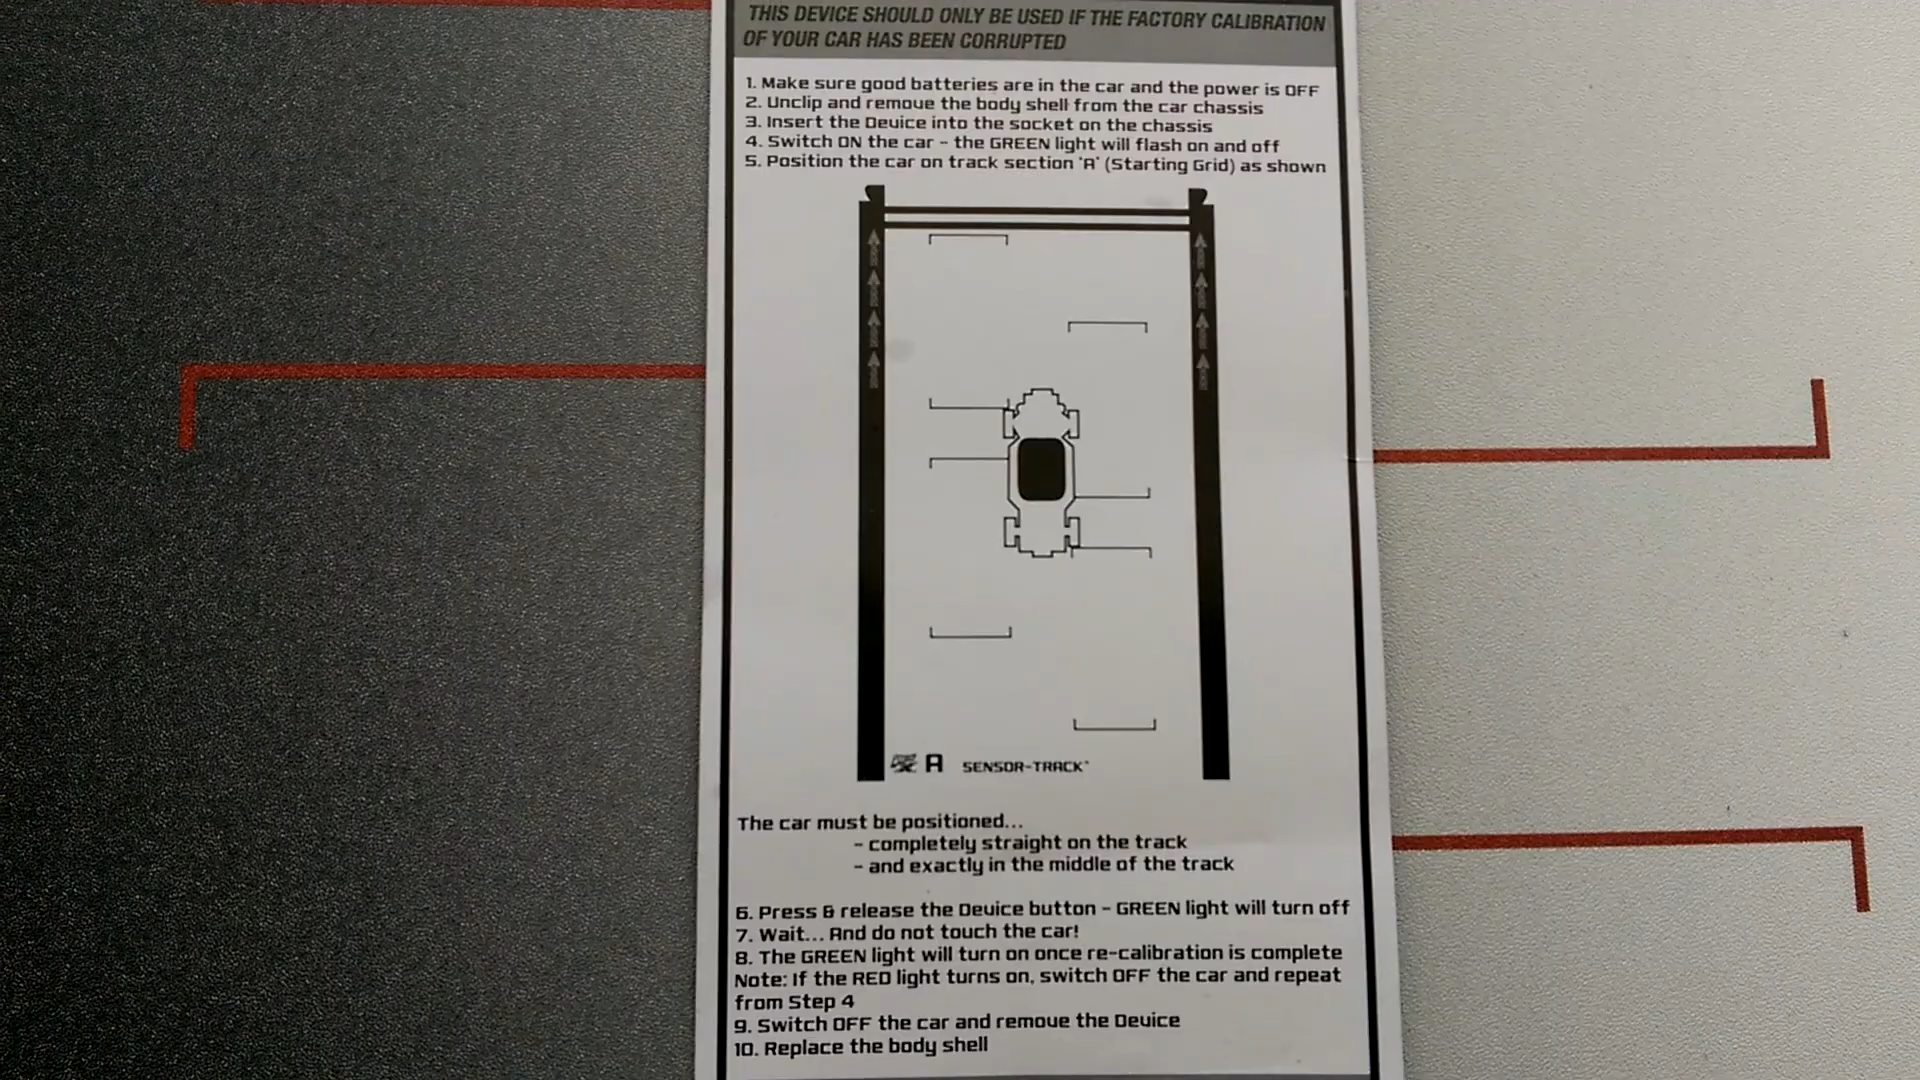 THIS DEVICE SHOULD ONLY BE USED IF THE FACTORY CALIBRATION
OF YOUR CAR HAS BEEN CORRUPTED
1. Make sure good batteries are in the car and the power is OFF
2. Unclip and remove the body shell from the car chassis
3. Insert the Device into the socket on the chassis
4. Switch ON the car - the GREEN light will flash on and off
5. Position the car on track section 'A' (Starting Grid) as shown
A SENSOR-TRACK
The car must be positioned...
- completely straight on the track
- and exactly in the middle of the track
6. Press & release the Device button - GREEN light will turn off
7. Wait... And do not touch the car!
8. The GREEN light will turn on once re-calibration is complete
Note: If the RED light turns on, switch OFF the car and repeat
from Step 4
9. Switch OFF the car and remove the Device
10. Replace the body shell